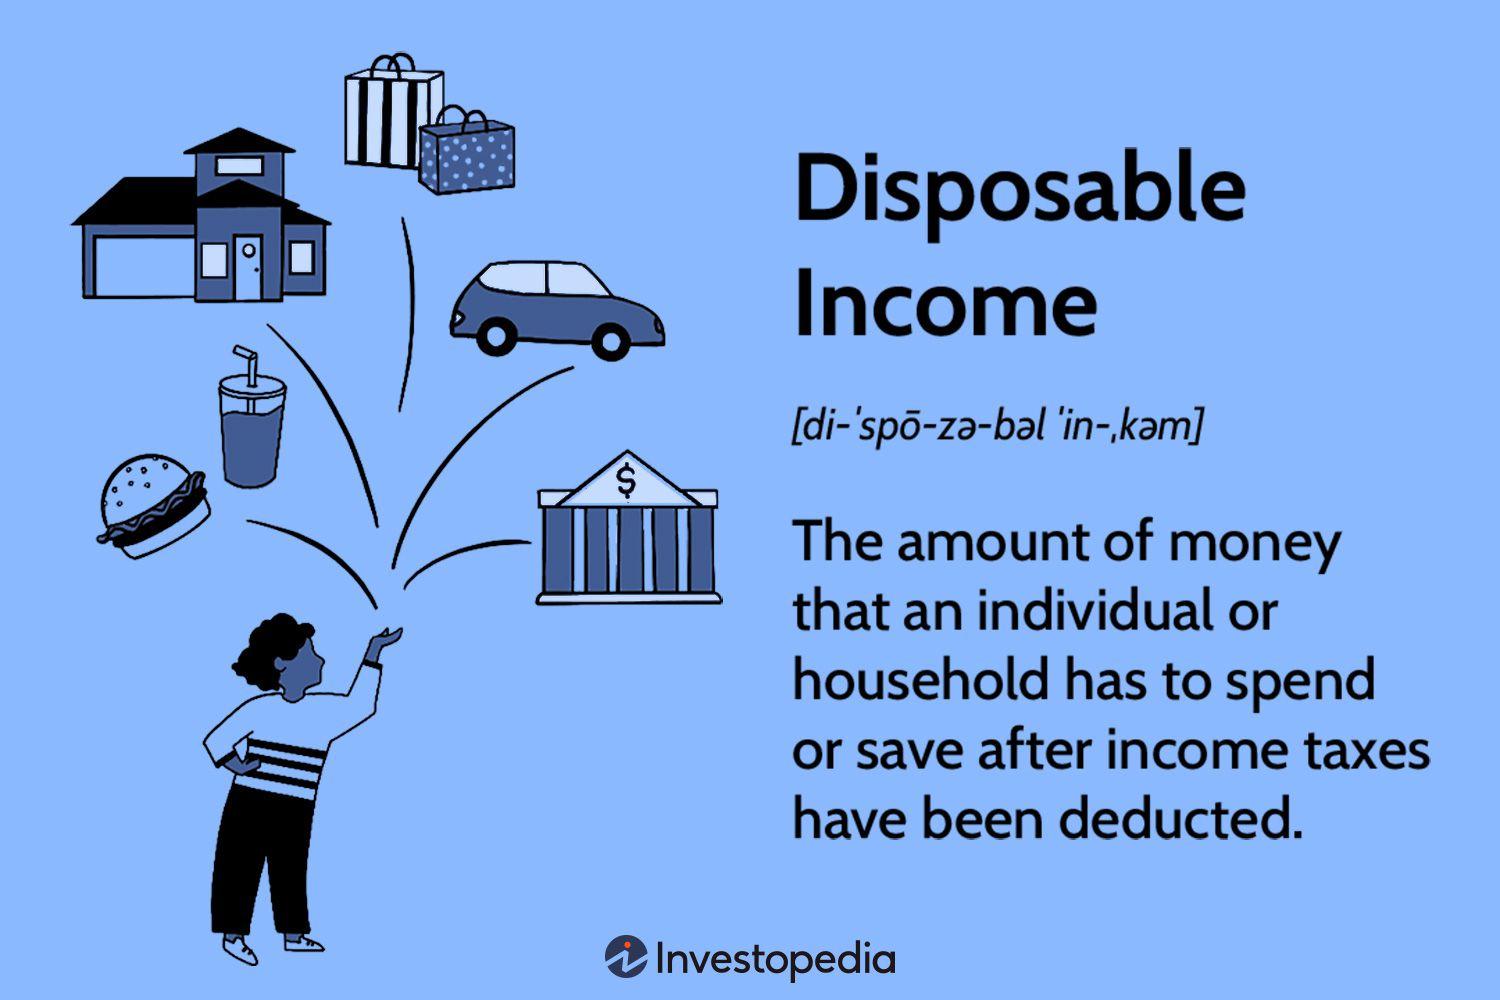 $
Disposable
Income
[di-ˈspō-zə-bəl ˈin-ˌkəm]
The amount of money
that an individual or
household has to spend
or save after income taxes
have been deducted.
Investopedia